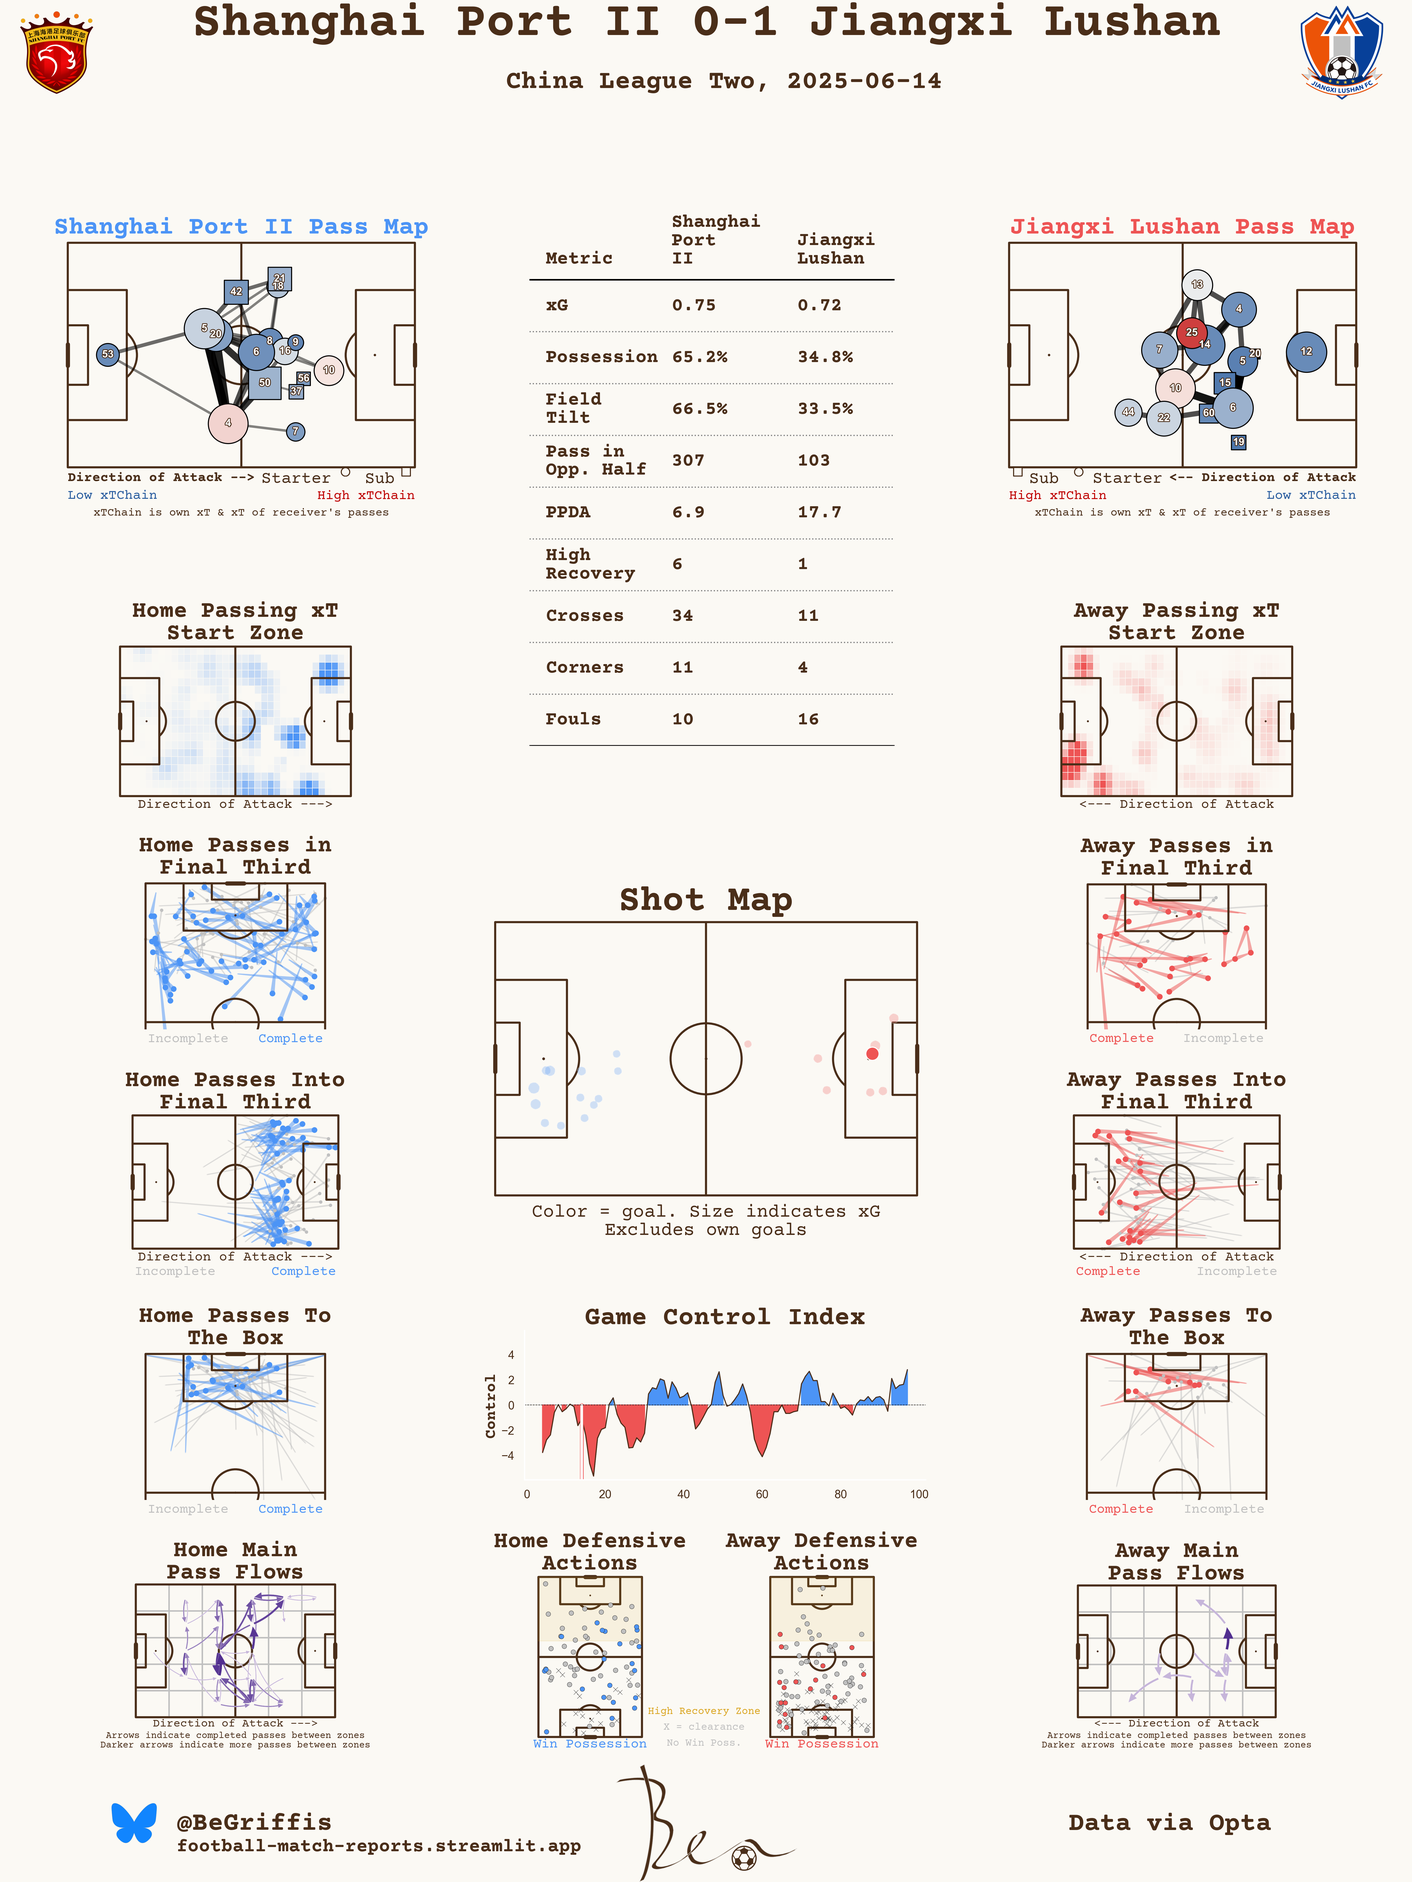 Shanghai Port II 0-1 Jiangxi Lushan
China League Two, 2025-06-14
上海海港足球俱乐部
SHANGHAI PORT FC
JIANGXI LUSHAN FC
Shanghai Port II Pass Map
42
21
18
5
20
8
9
6
16
53
10
56
50
37
4
7
Direction of Attack --> Starter Sub
Low xTChain High xTChain
xTChain is own xT & xT of receiver's passes
Metric Shanghai Port II Jiangxi Lushan
xG 0.75 0.72
Possession 65.2% 34.8%
Field Tilt 66.5% 33.5%
Pass in Opp. Half 307 103
PPDA 6.9 17.7
High Recovery 6 1
Crosses 34 11
Corners 11 4
Fouls 10 16
Jiangxi Lushan Pass Map
13
4
25
14
7
5
20
12
10
15
44
22
60
6
19
Sub Starter <-- Direction of Attack
High xTChain Low xTChain
xTChain is own xT & xT of receiver's passes
Home Passing xT
Start Zone
Direction of Attack --->
Away Passing xT
Start Zone
<--- Direction of Attack
Home Passes in
Final Third
Incomplete Complete
Away Passes in
Final Third
Complete Incomplete
Shot Map
Color = goal. Size indicates xG
Excludes own goals
Home Passes Into
Final Third
Direction of Attack --->
Incomplete Complete
Away Passes Into
Final Third
<--- Direction of Attack
Complete Incomplete
Home Passes To
The Box
Incomplete Complete
Game Control Index
Control
4
2
0
−2
−4
0 20 40 60 80 100
Away Passes To
The Box
Complete Incomplete
Home Main
Pass Flows
Direction of Attack --->
Arrows indicate completed passes between zones
Darker arrows indicate more passes between zones
Home Defensive
Actions
Win Possession
High Recovery Zone
X = clearance
No Win Poss.
Away Defensive
Actions
Win Possession
Away Main
Pass Flows
<--- Direction of Attack
Arrows indicate completed passes between zones
Darker arrows indicate more passes between zones
@BeGriffis
football-match-reports.streamlit.app
Ben
Data via Opta